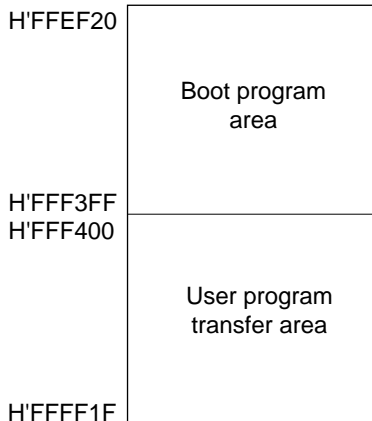 H'FFEF20
Boot program
area
H'FFF3FF
H'FFF400
User program
transfer area
H'FFFF1F